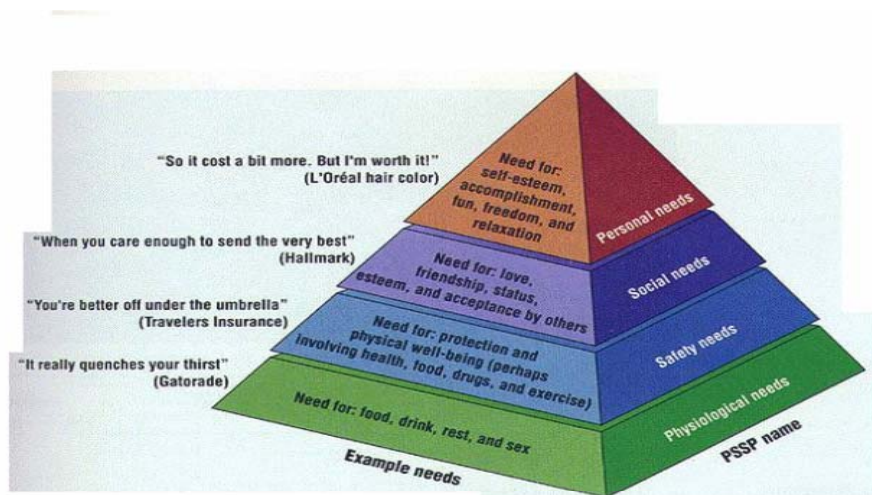 "So it cost a bit more. But I'm worth it!"
(L'Oréal hair color)
Need for:
self-esteem,
accomplishment,
fun, freedom, and
relaxation
Personal needs
"When you care enough to send the very best"
(Hallmark)
Need for: love,
friendship, status,
esteem, and acceptance by others
Social needs
"You're better off under the umbrella"
(Travelers Insurance)
Need for: protection and
physical well-being (perhaps
involving health, food, drugs, and exercise)
Safety needs
"It really quenches your thirst"
(Gatorade)
Need for: food, drink, rest, and sex
Physiological needs
Example needs
PSSP name